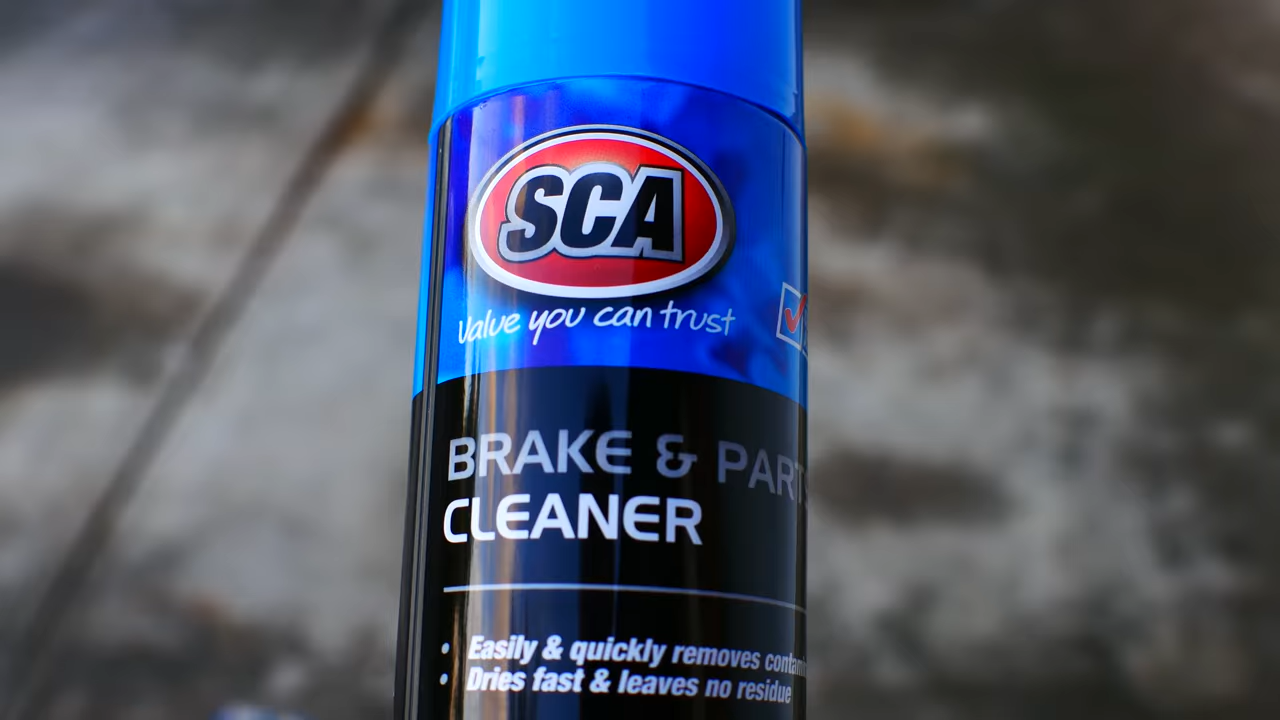 SCA
Value you can trust
BRAKE & PARTS
CLEANER
• Easily & quickly removes
• Dries fast & leaves no residue